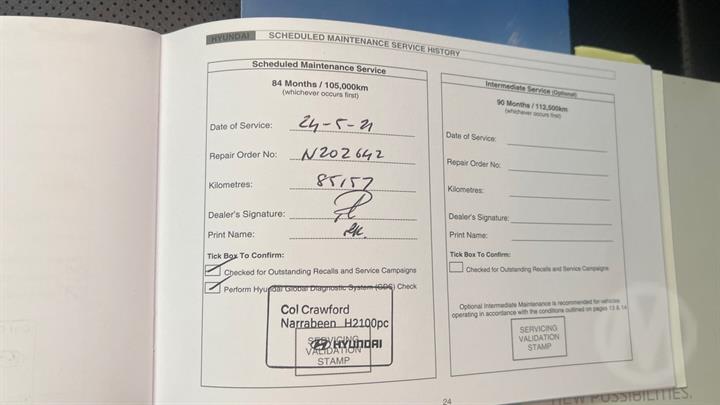 HYUNDAI SCHEDULED MAINTENANCE SERVICE HISTORY
Scheduled Maintenance Service
84 Months / 105,000km
(whichever occurs first)
Date of Service: 24-5-21
Repair Order No: N202642
Kilometres: 85157
Dealer's Signature:
Print Name:
Tick Box To Confirm:
Checked for Outstanding Recalls and Service Campaigns
Perform Hyundai Global Diagnostic System (GDS) Check
Col Crawford
Narrabeen H2100pc
HYUNDAI
SERVICING
VALIDATION
STAMP
Intermediate Service (Optional)
90 Months / 112,500km
(whichever occurs first)
Date of Service:
Repair Order No:
Kilometres:
Dealer's Signature:
Print Name:
Tick Box To Confirm:
Checked for Outstanding Recalls and Service Campaigns
Optional Intermediate Maintenance is recommended for vehicles
operating in accordance with the conditions outlined on pages 13 & 14
SERVICING
VALIDATION
STAMP
24
NEW POSSIBILITIES.